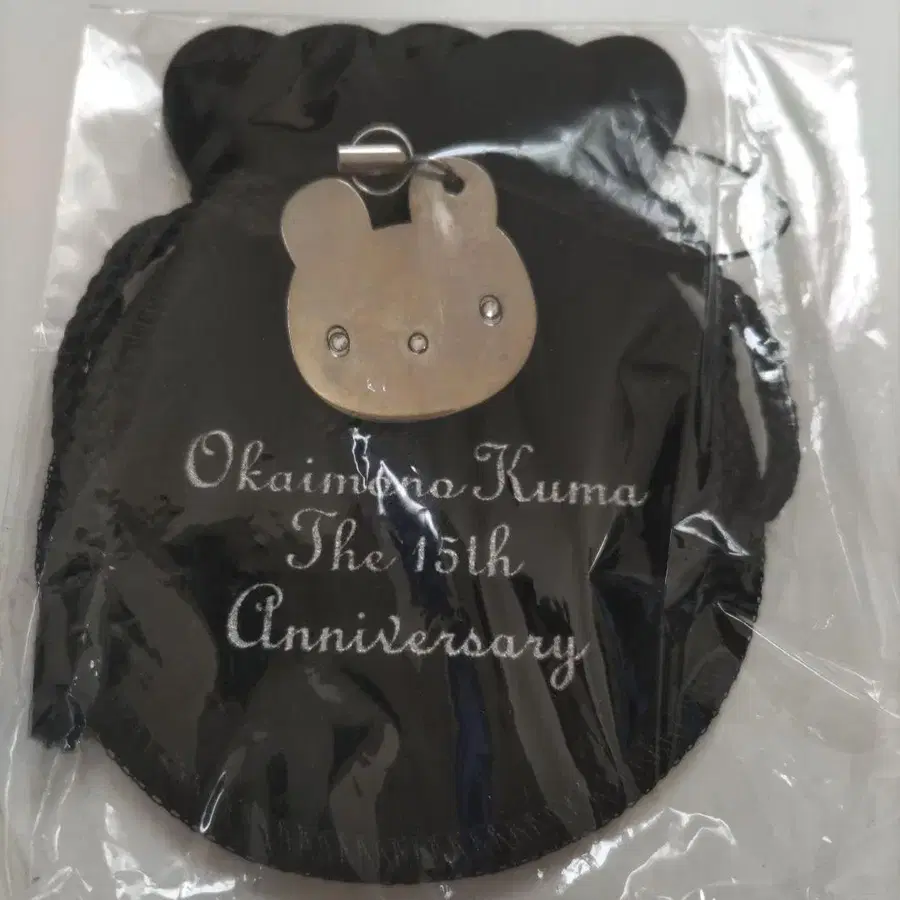 Okaimono Kuma
The 15th
Anniversary